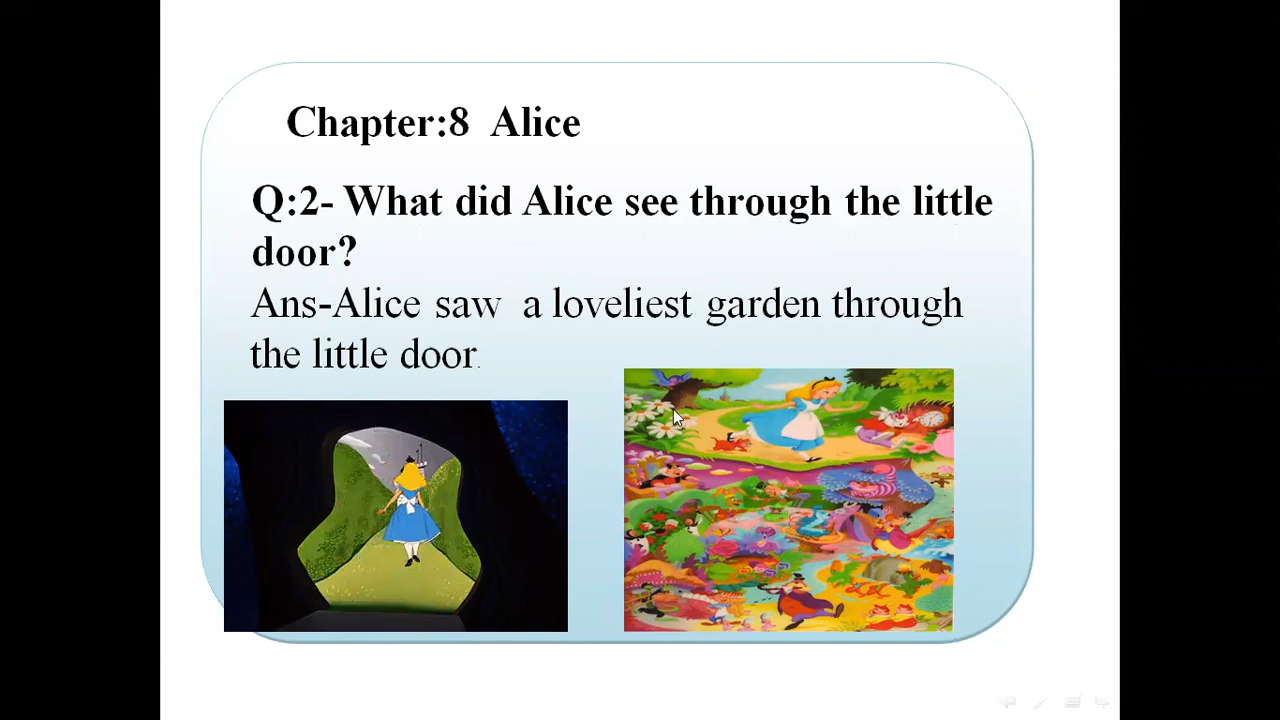 Chapter:8 Alice
Q:2- What did Alice see through the little
door?
Ans-Alice saw a loveliest garden through
the little door.